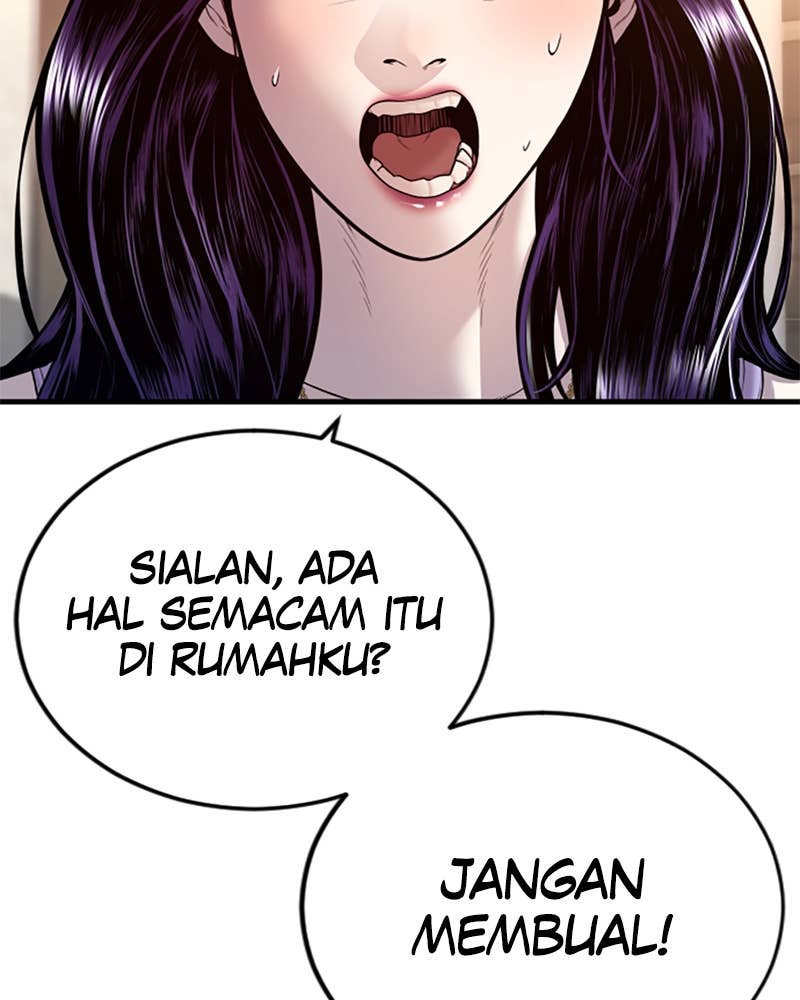 SIALAN, ADA
HAL SEMACAM ITU
DI RUMAHKU?
JANGAN
MEMBUAL!